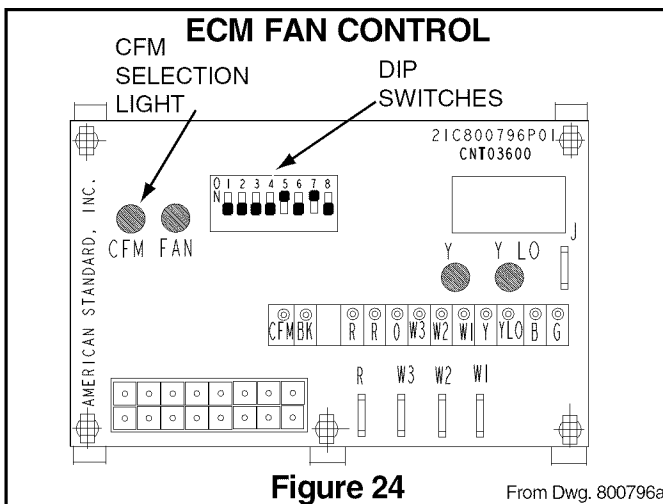 ECM FAN CONTROL
CFM
SELECTION
LIGHT
DIP
SWITCHES
21C800796P01
CNT03600
O
N
1 2 3 4 5 6 7 8
AMERICAN STANDARD, INC.
CFM FAN
Y Y LO
J
CFM BK R R O W3 W2 W1 Y YLO B G
R W3 W2 W1
Figure 24
From Dwg. 800796a